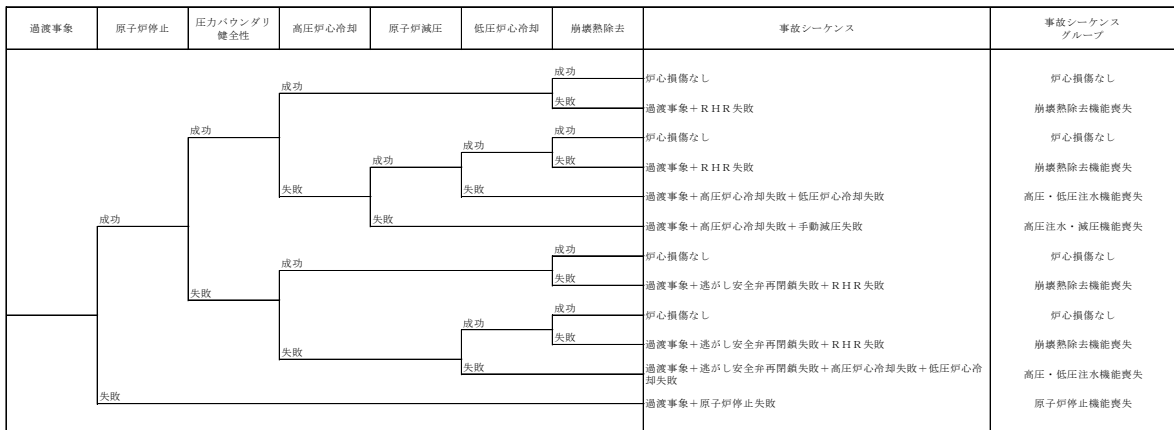 過渡事象
原子炉停止
圧力バウンダリ
健全性
高圧炉心冷却
原子炉減圧
低圧炉心冷却
崩壊熱除去
事故シーケンス
事故シーケンス
グループ
成功
炉心損傷なし
炉心損傷なし
成功
失敗
過渡事象+RHR失敗
崩壊熱除去機能喪失
成功
成功
炉心損傷なし
炉心損傷なし
成功
成功
失敗
過渡事象+RHR失敗
崩壊熱除去機能喪失
失敗
失敗
過渡事象+高圧炉心冷却失敗+低圧炉心冷却失敗
高圧・低圧注水機能喪失
成功
失敗
過渡事象+高圧炉心冷却失敗+手動減圧失敗
高圧注水・減圧機能喪失
成功
炉心損傷なし
炉心損傷なし
成功
失敗
過渡事象+逃がし安全弁再閉鎖失敗+RHR失敗
崩壊熱除去機能喪失
失敗
成功
炉心損傷なし
炉心損傷なし
成功
失敗
過渡事象+逃がし安全弁再閉鎖失敗+RHR失敗
崩壊熱除去機能喪失
失敗
失敗
過渡事象+逃がし安全弁再閉鎖失敗+高圧炉心冷却失敗+低圧炉心冷
却失敗
高圧・低圧注水機能喪失
失敗
過渡事象+原子炉停止失敗
原子炉停止機能喪失